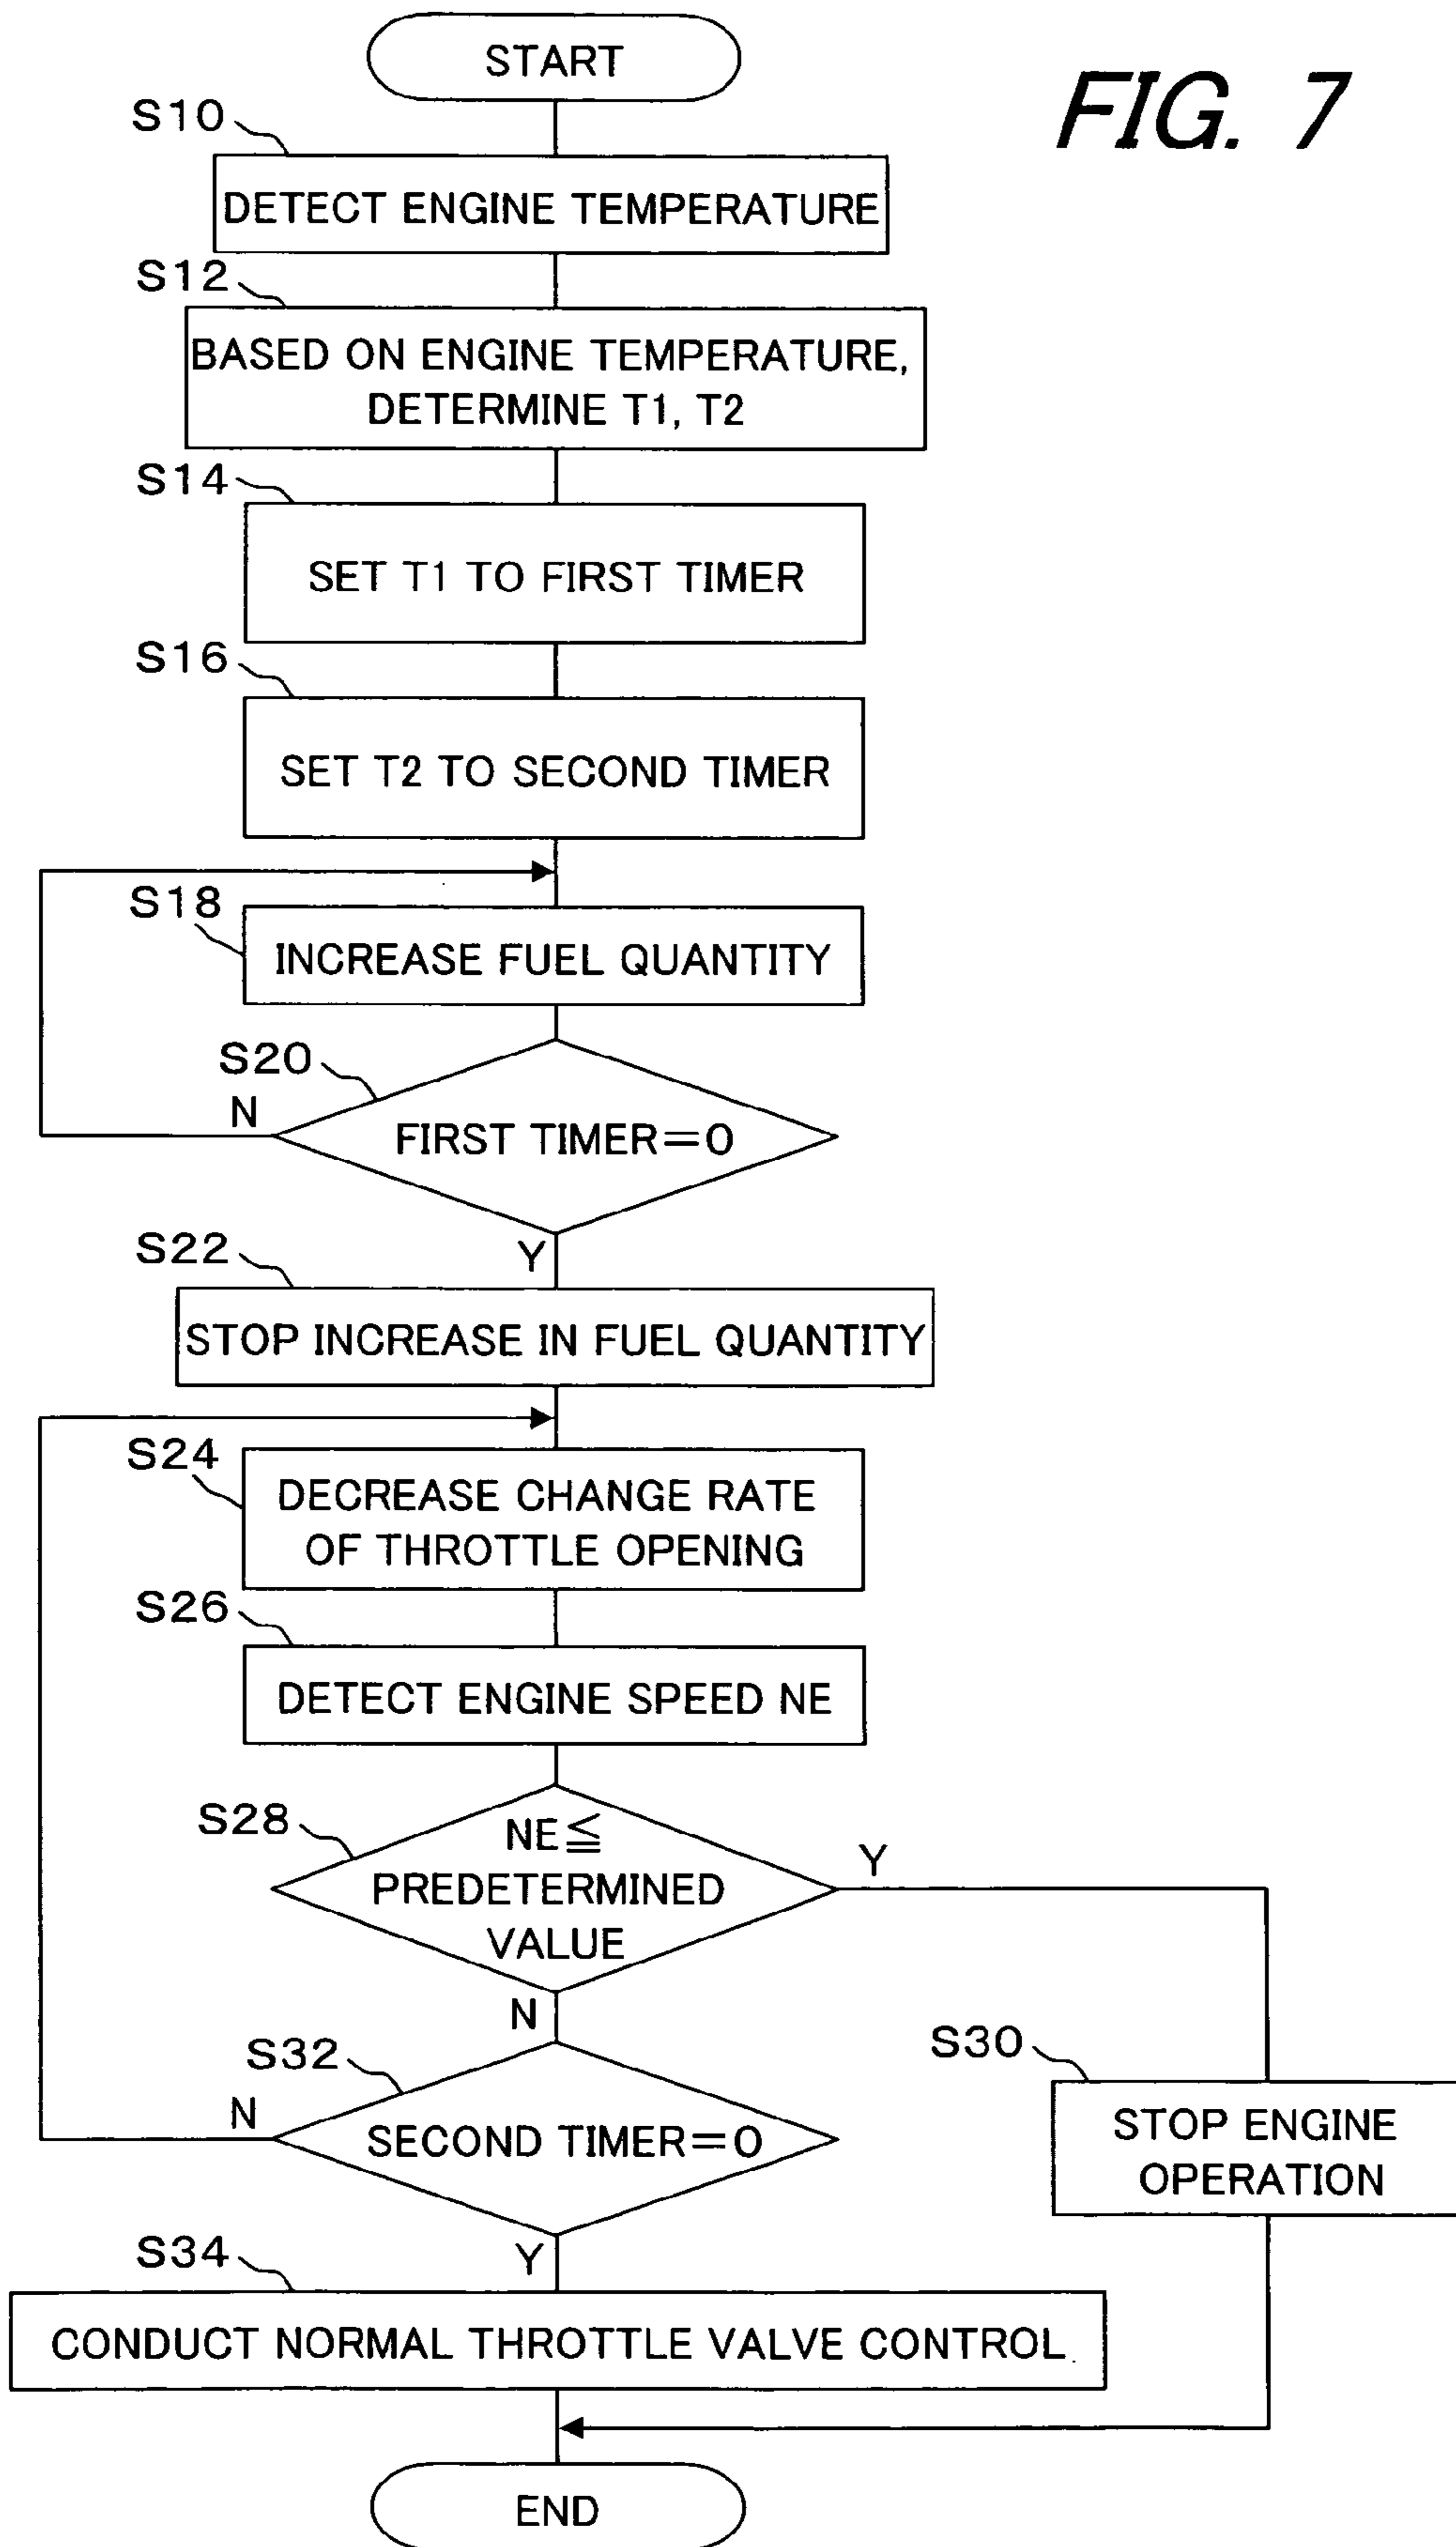 START
FIG. 7
S10
DETECT ENGINE TEMPERATURE
S12
BASED ON ENGINE TEMPERATURE,
DETERMINE T1, T2
S14
SET T1 TO FIRST TIMER
S16
SET T2 TO SECOND TIMER
S18
INCREASE FUEL QUANTITY
S20
N
FIRST TIMER=0
Y
S22
STOP INCREASE IN FUEL QUANTITY
S24
DECREASE CHANGE RATE
OF THROTTLE OPENING
S26
DETECT ENGINE SPEED NE
S28
NE≦
PREDETERMINED
VALUE
Y
N
S32
N
SECOND TIMER=0
Y
S30
STOP ENGINE
OPERATION
S34
CONDUCT NORMAL THROTTLE VALVE CONTROL
END